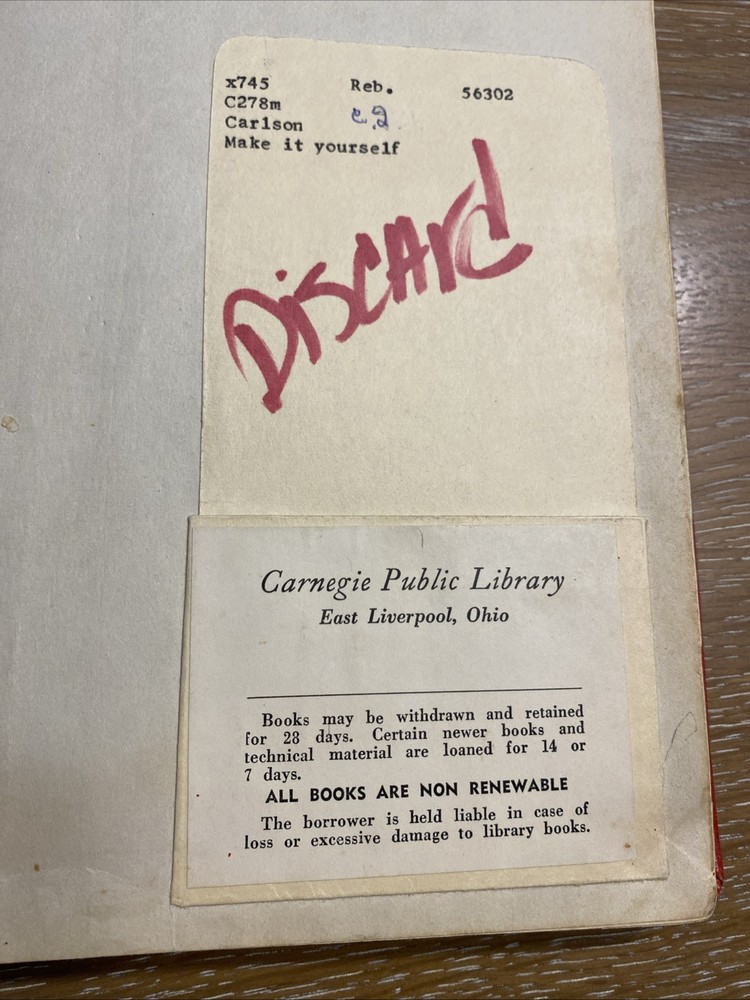 x745 Reb. 56302
C278m
Carlson c.2
Make it yourself
DiSCARd
Carnegie Public Library
East Liverpool, Ohio
Books may be withdrawn and retained
for 28 days. Certain newer books and
technical material are loaned for 14 or
7 days.
ALL BOOKS ARE NON RENEWABLE
The borrower is held liable in case of
loss or excessive damage to library books.